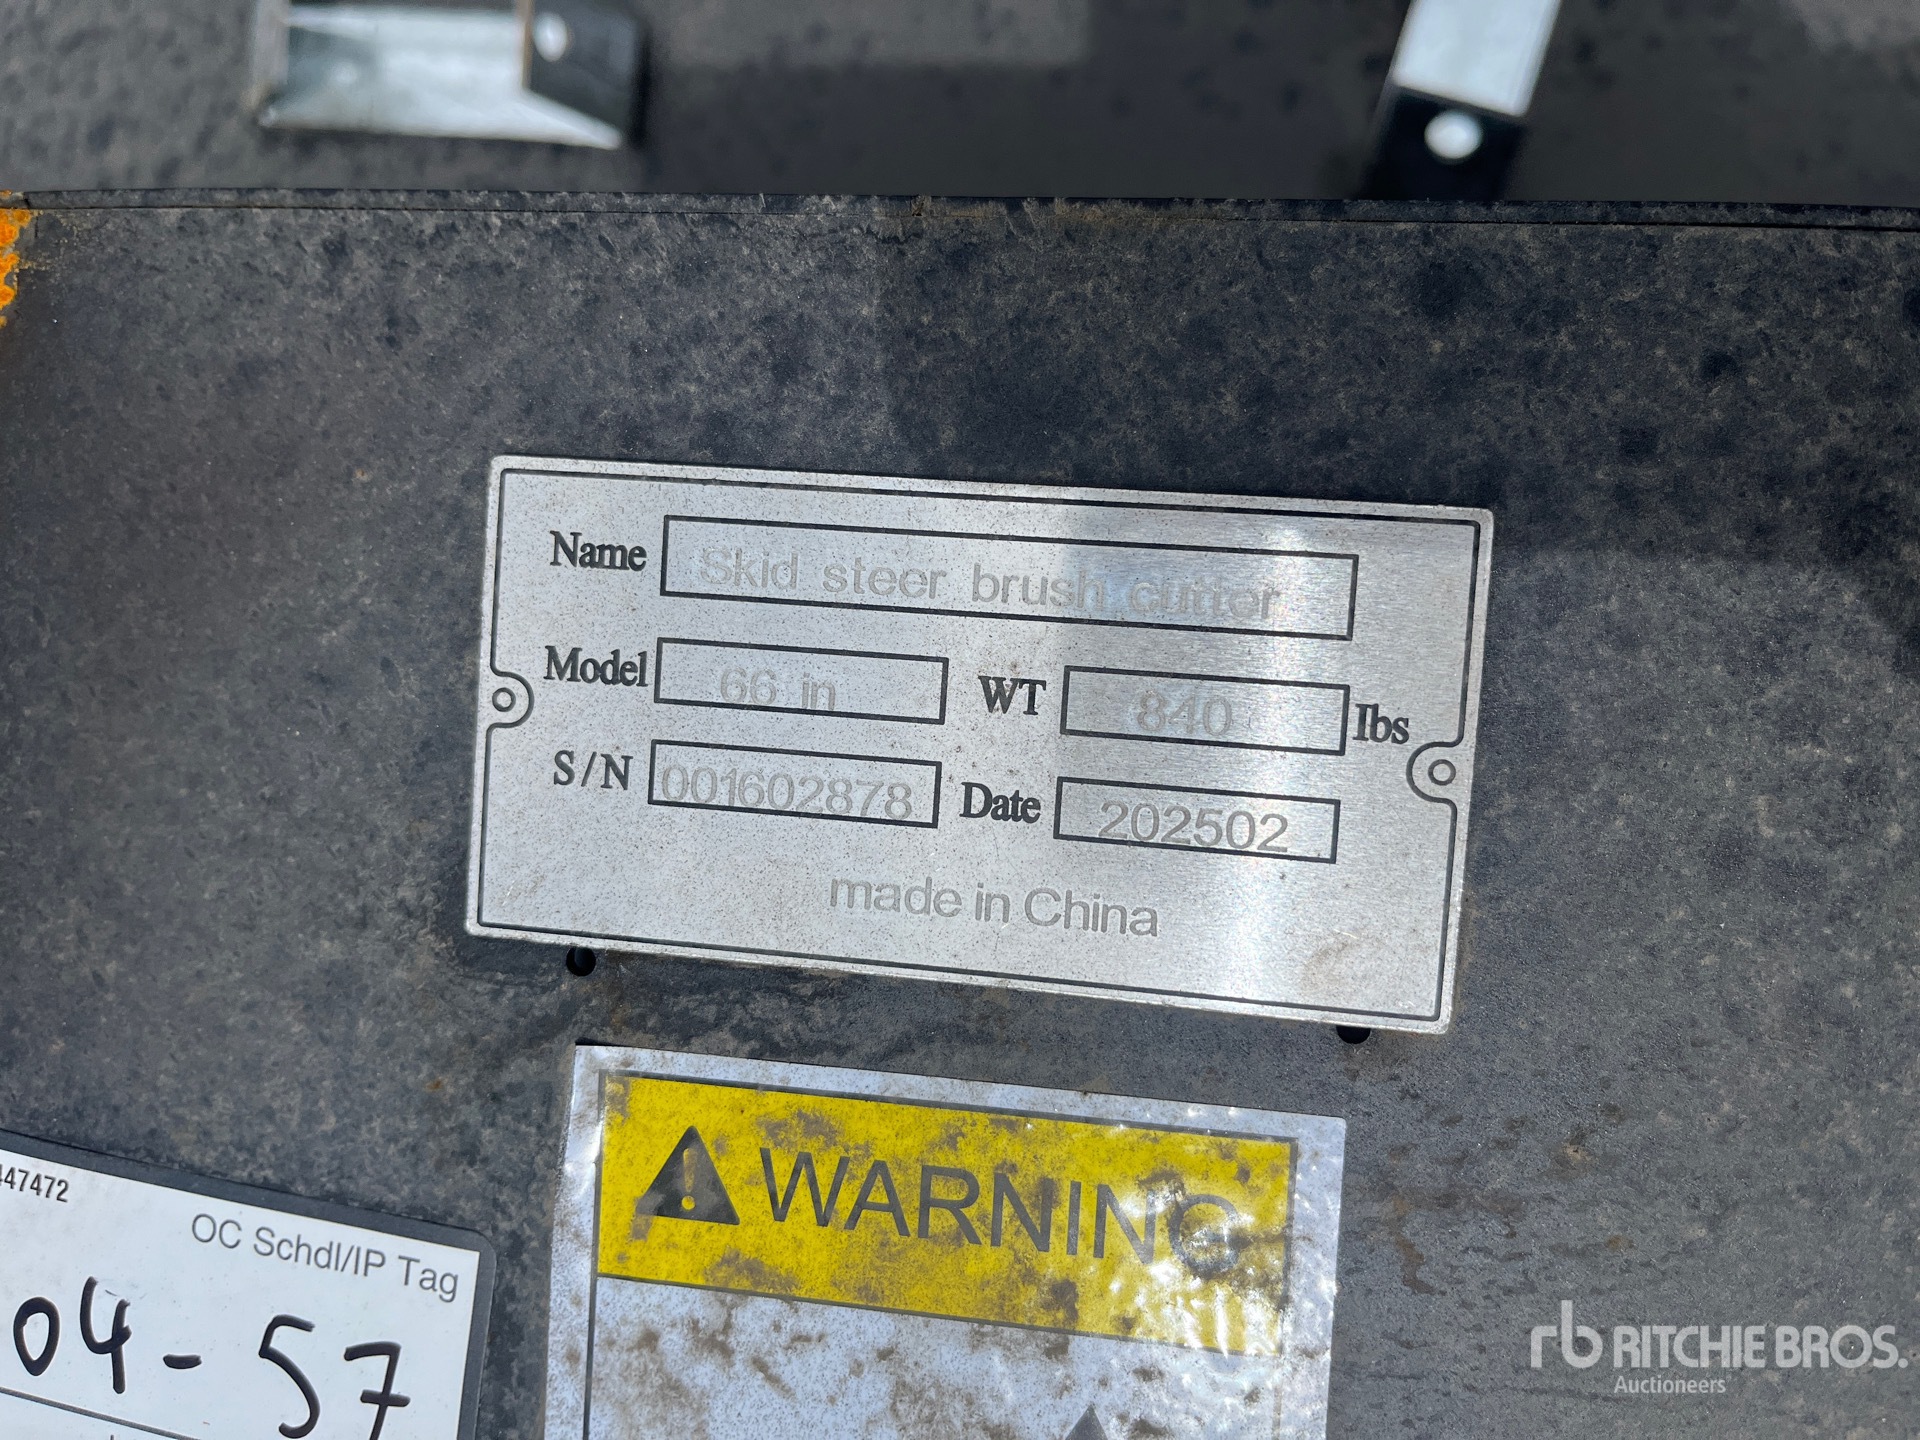 Name Skid steer brush cutter
Model 66 in WT 840 lbs
S/N 001602878 Date 202502
made in China
WARNING
47472
OC Schdl/IP Tag
04-57
rb RITCHIE BROS.
Auctioneers